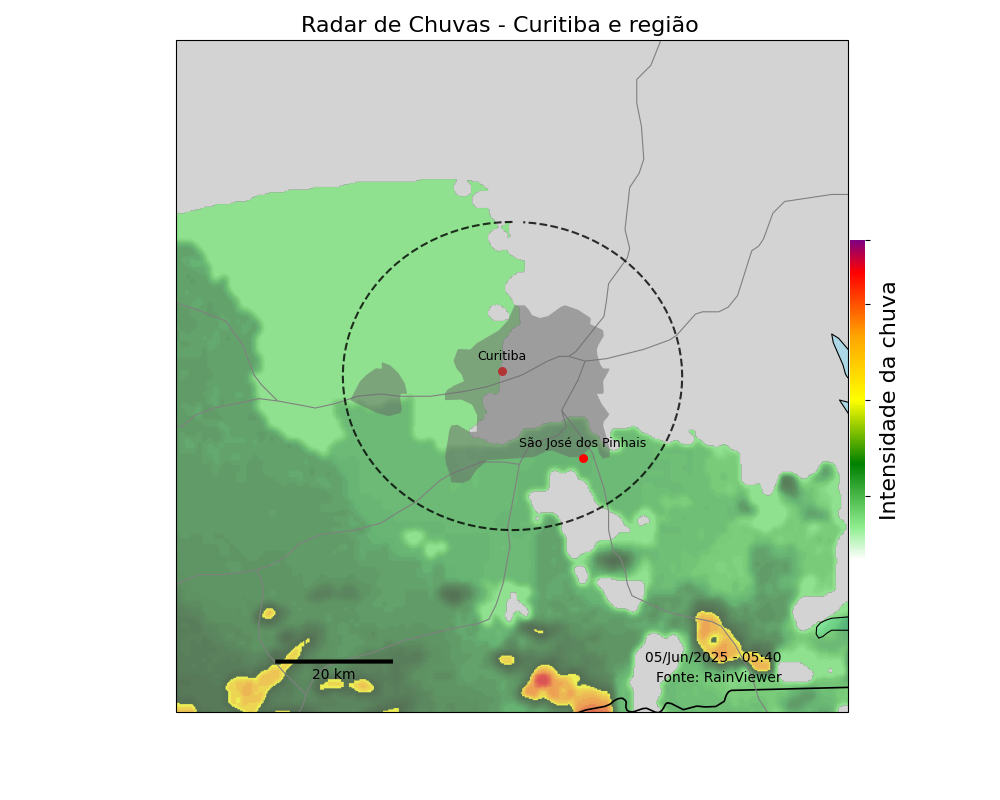 Radar de Chuvas - Curitiba e região
Curitiba
São José dos Pinhais
Intensidade da chuva
05/Jun/2025 - 05:40
20 km
Fonte: RainViewer